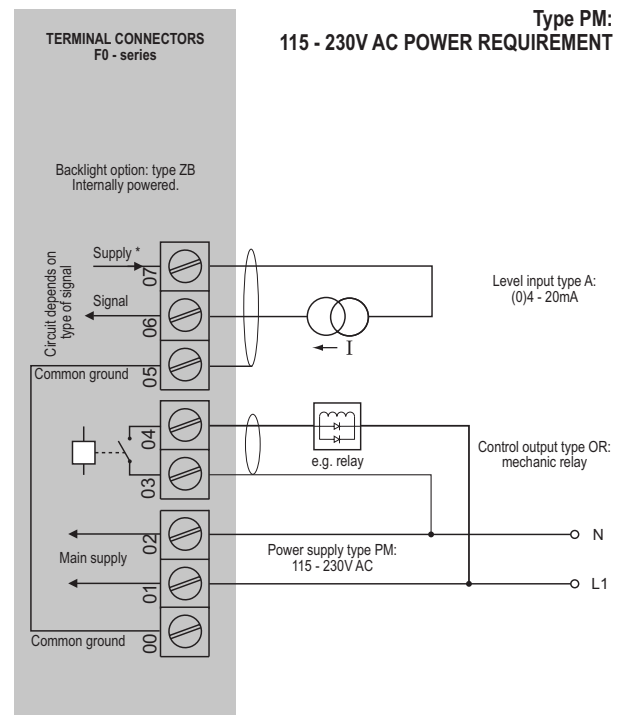 Type PM:
115 - 230V AC POWER REQUIREMENT
TERMINAL CONNECTORS
F0 - series
Backlight option: type ZB
Internally powered.
Circuit depends on
type of signal
Supply *
07
Signal
06
Common ground
05
I
Level input type A:
(0)4 - 20mA
04
03
e.g. relay
Control output type OR:
mechanic relay
02
Main supply
01
Power supply type PM:
115 - 230V AC
N
L1
Common ground
00